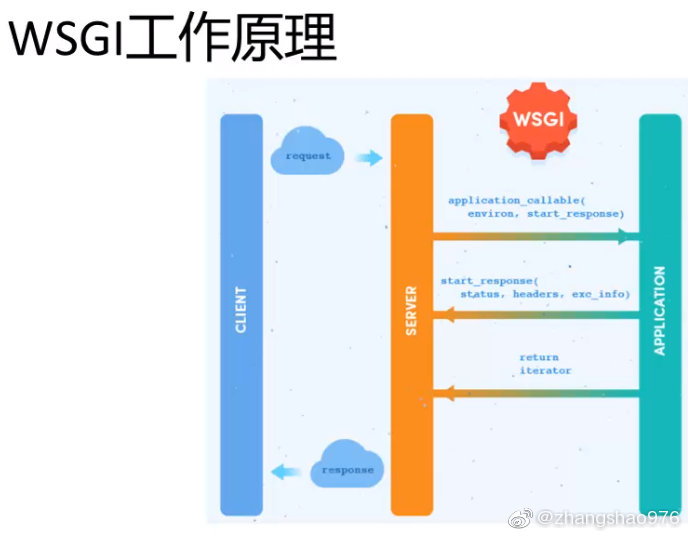 WSGI工作原理
WSGI
request
application_callable(
environ, start_response)
start_response(
status, headers, exc_info)
CLIENT
SERVER
APPLICATION
return
iterator
response
@zhangshao976